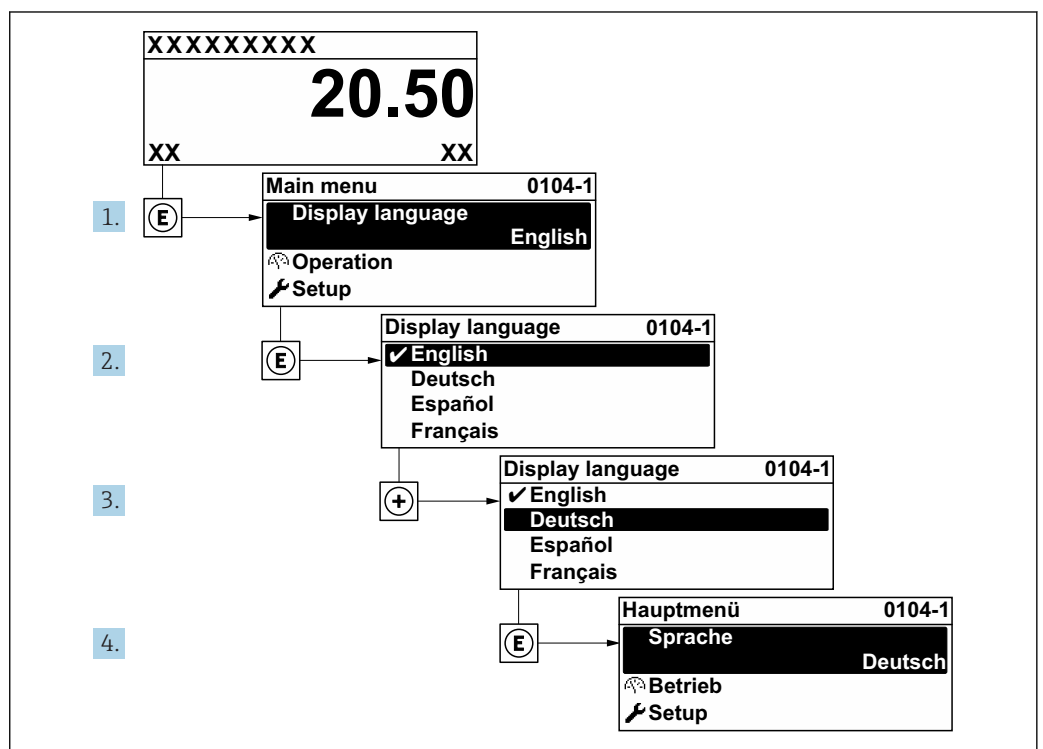 XXXXXXXXX
20.50
XX XX
1. E
Main menu 0104-1
Display language
English
Operation
Setup
2. E
Display language 0104-1
✔English
Deutsch
Español
Français
3. +
Display language 0104-1
✔English
Deutsch
Español
Français
4. E
Hauptmenü 0104-1
Sprache
Deutsch
Betrieb
Setup